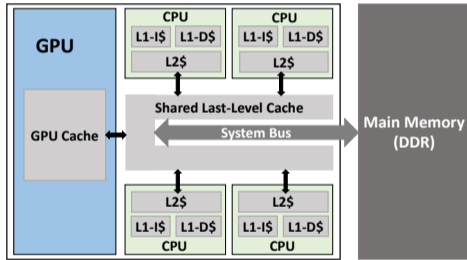 GPU
GPU Cache
CPU
L1-I$ L1-D$
L2$
CPU
L1-I$ L1-D$
L2$
Shared Last-Level Cache
System Bus
L2$
L1-I$ L1-D$
CPU
L2$
L1-I$ L1-D$
CPU
Main Memory
(DDR)